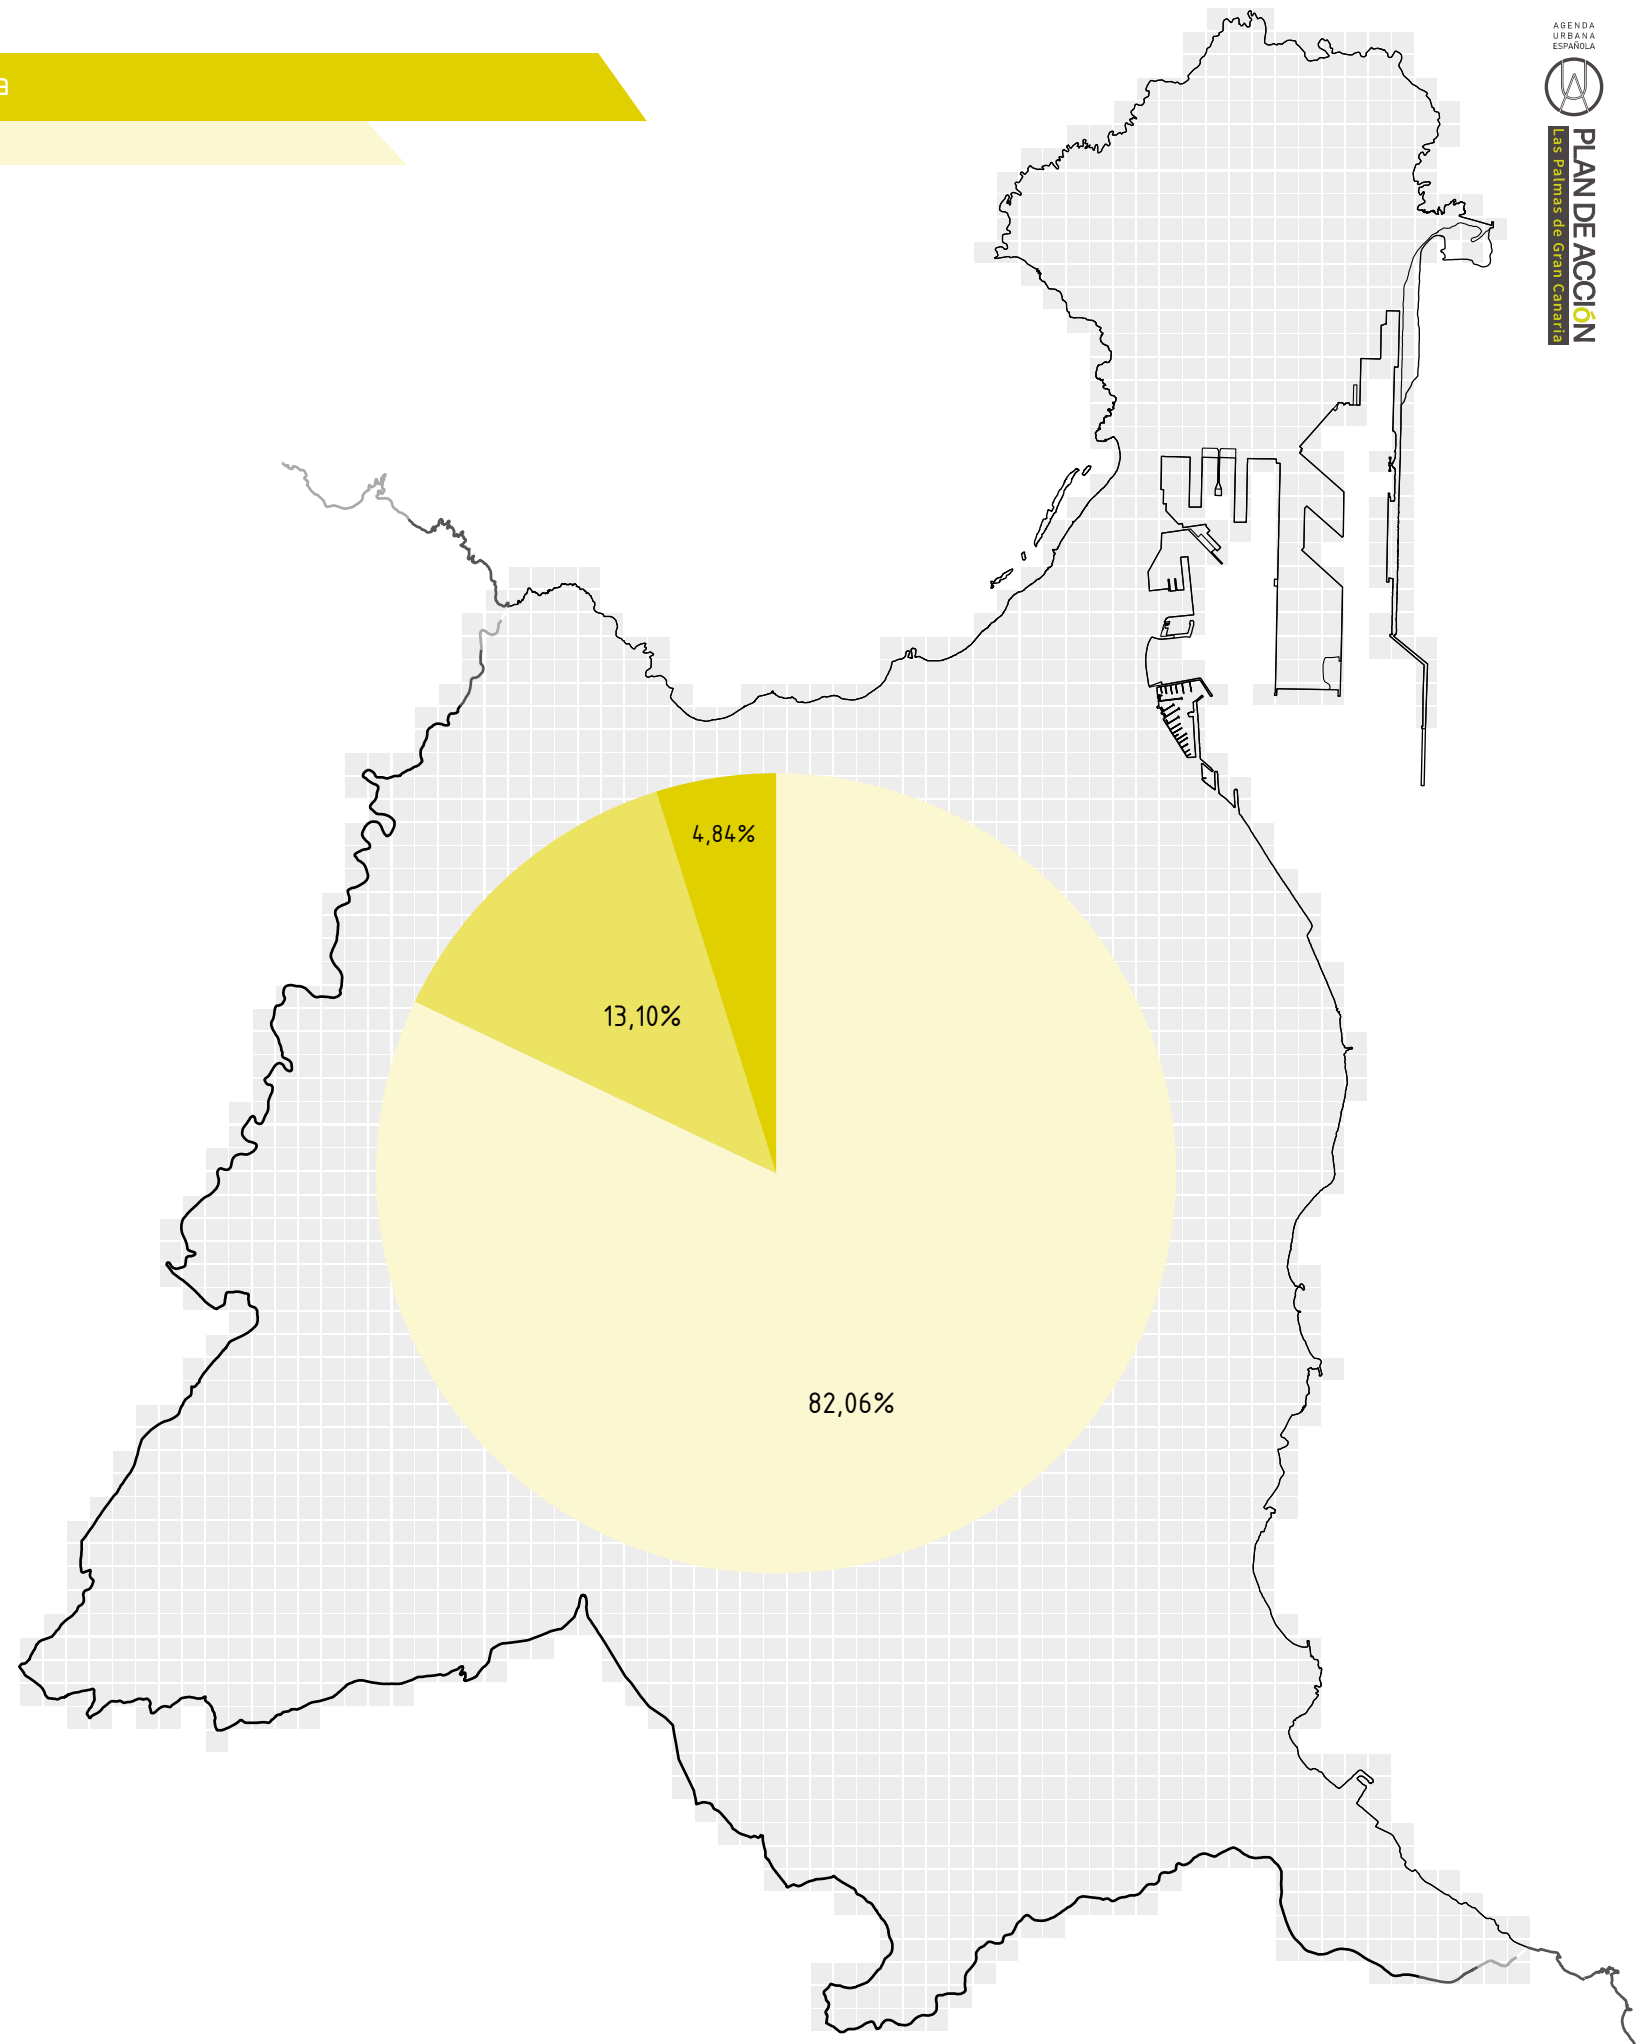 a
AGENDA
URBANA
ESPAÑOLA
PLAN DE ACCIÓN
Las Palmas de Gran Canaria
4,84%
13,10%
82,06%